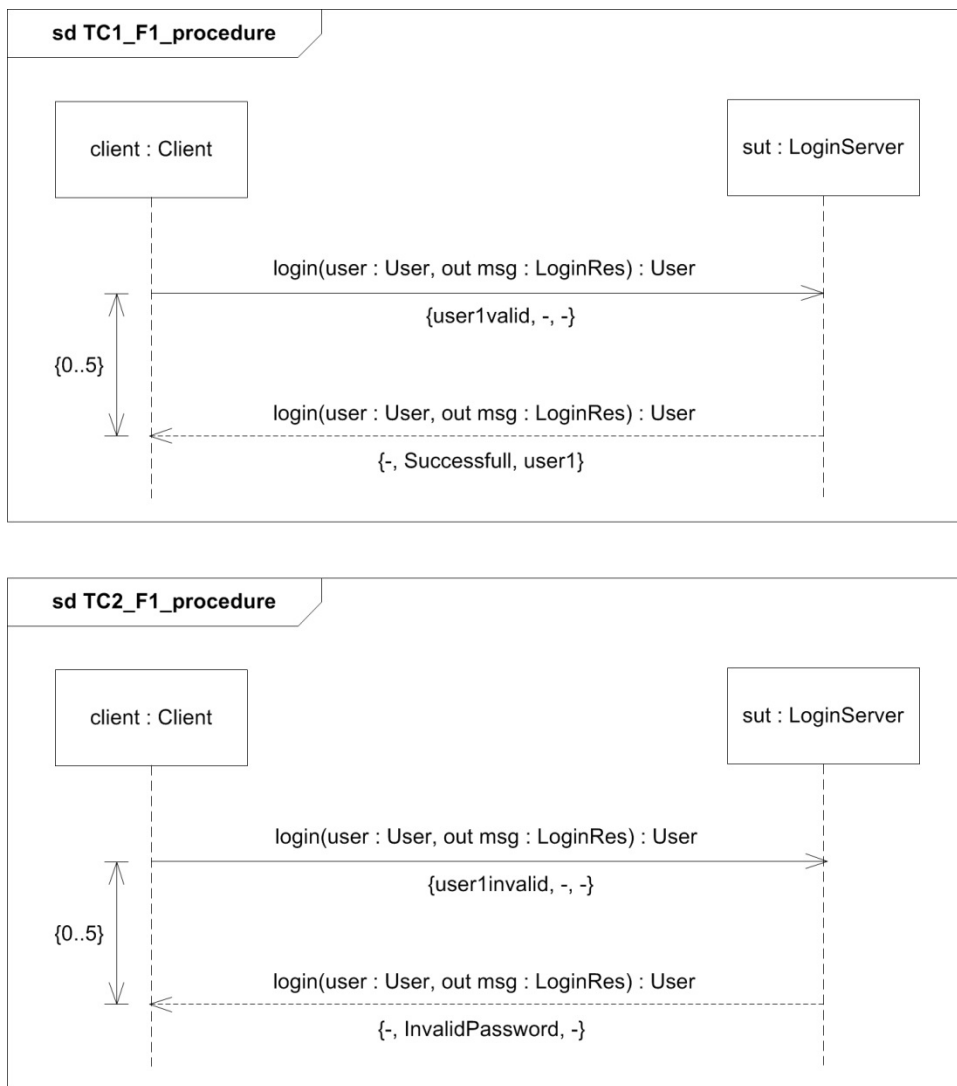 sd TC1_F1_procedure
client : Client
sut : LoginServer
login(user : User, out msg : LoginRes) : User
{user1valid, -, -}
{0..5}
login(user : User, out msg : LoginRes) : User
{-, Successfull, user1}
sd TC2_F1_procedure
client : Client
sut : LoginServer
login(user : User, out msg : LoginRes) : User
{user1invalid, -, -}
{0..5}
login(user : User, out msg : LoginRes) : User
{-, InvalidPassword, -}